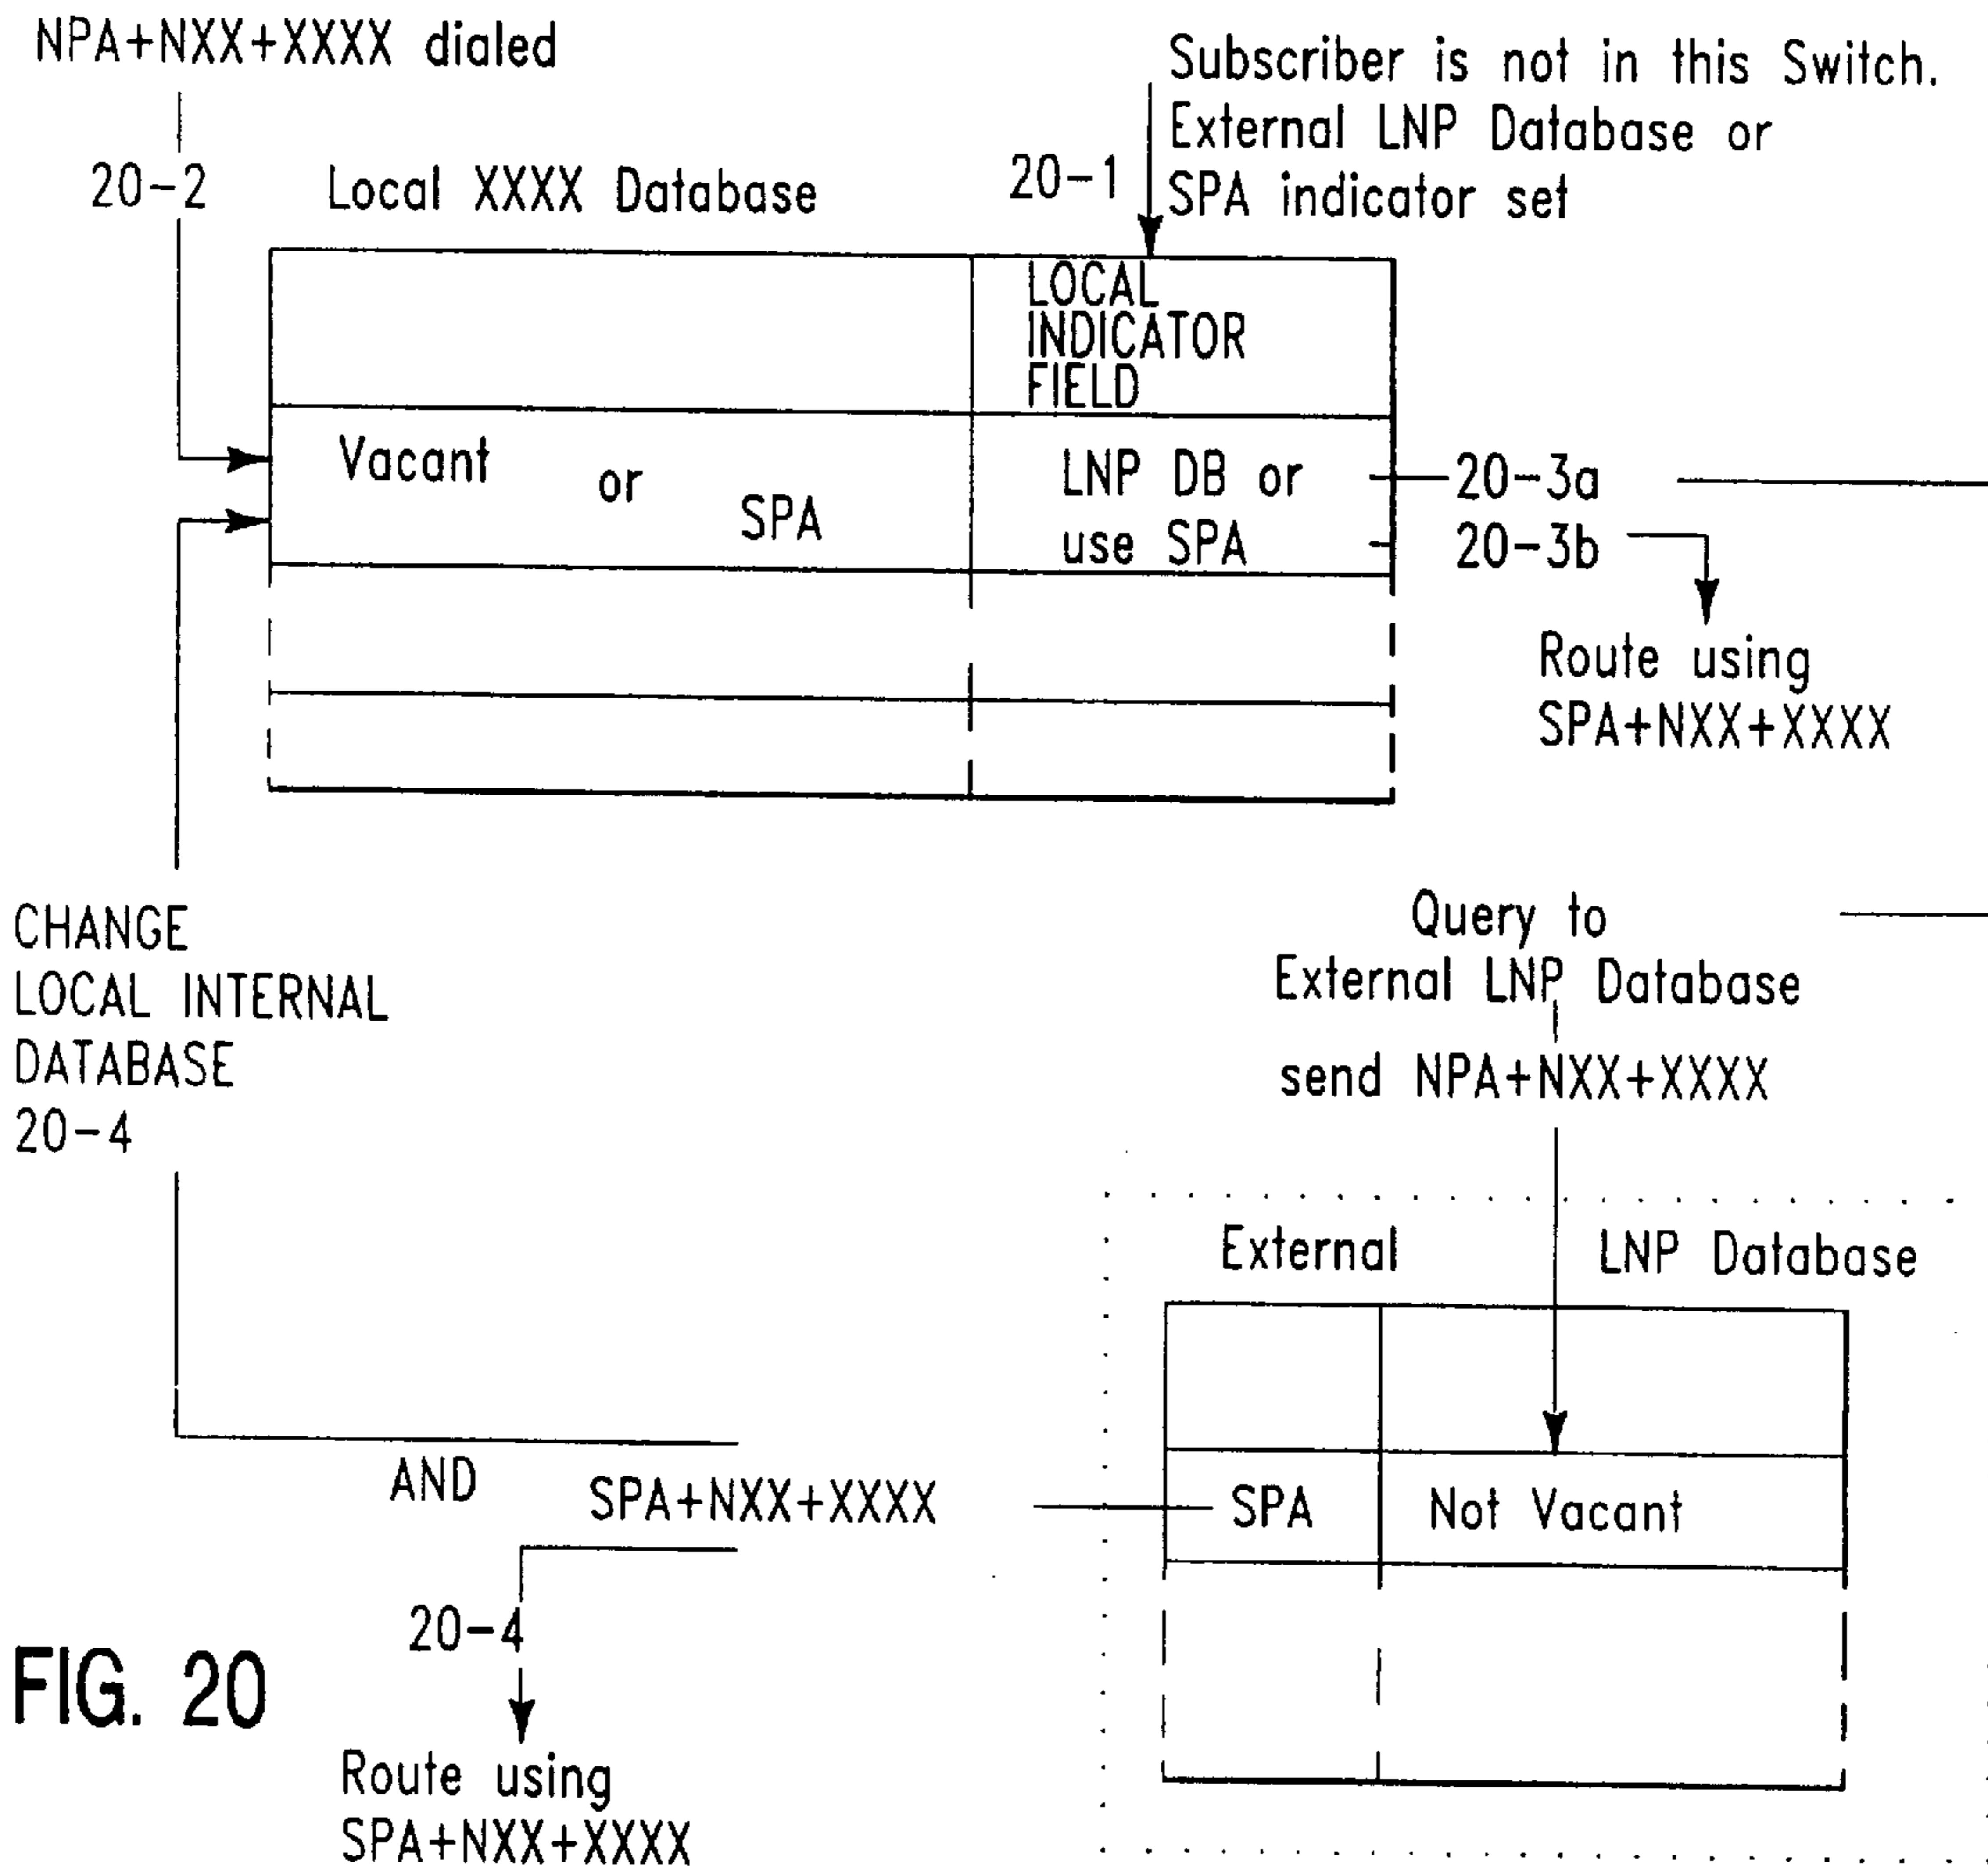 NPA+NXX+XXXX dialed
Subscriber is not in this Switch.
External LNP Database or
SPA indicator set
20-1
20-2
Local XXXX Database
LOCAL
INDICATOR
FIELD
Vacant or SPA
LNP DB or
use SPA
20-3a
20-3b
Route using
SPA+NXX+XXXX
CHANGE
LOCAL INTERNAL
DATABASE
20-4
Query to
External LNP Database
send NPA+NXX+XXXX
External LNP Database
SPA Not Vacant
AND
SPA+NXX+XXXX
20-4
Route using
SPA+NXX+XXXX
FIG. 20